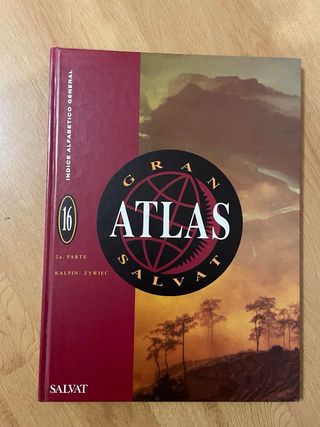 INDICE ALFABETICO GENERAL
16
2a. PARTE
KALPIN- ZYWIEC
GRAN
ATLAS
SALVAT
SALVAT